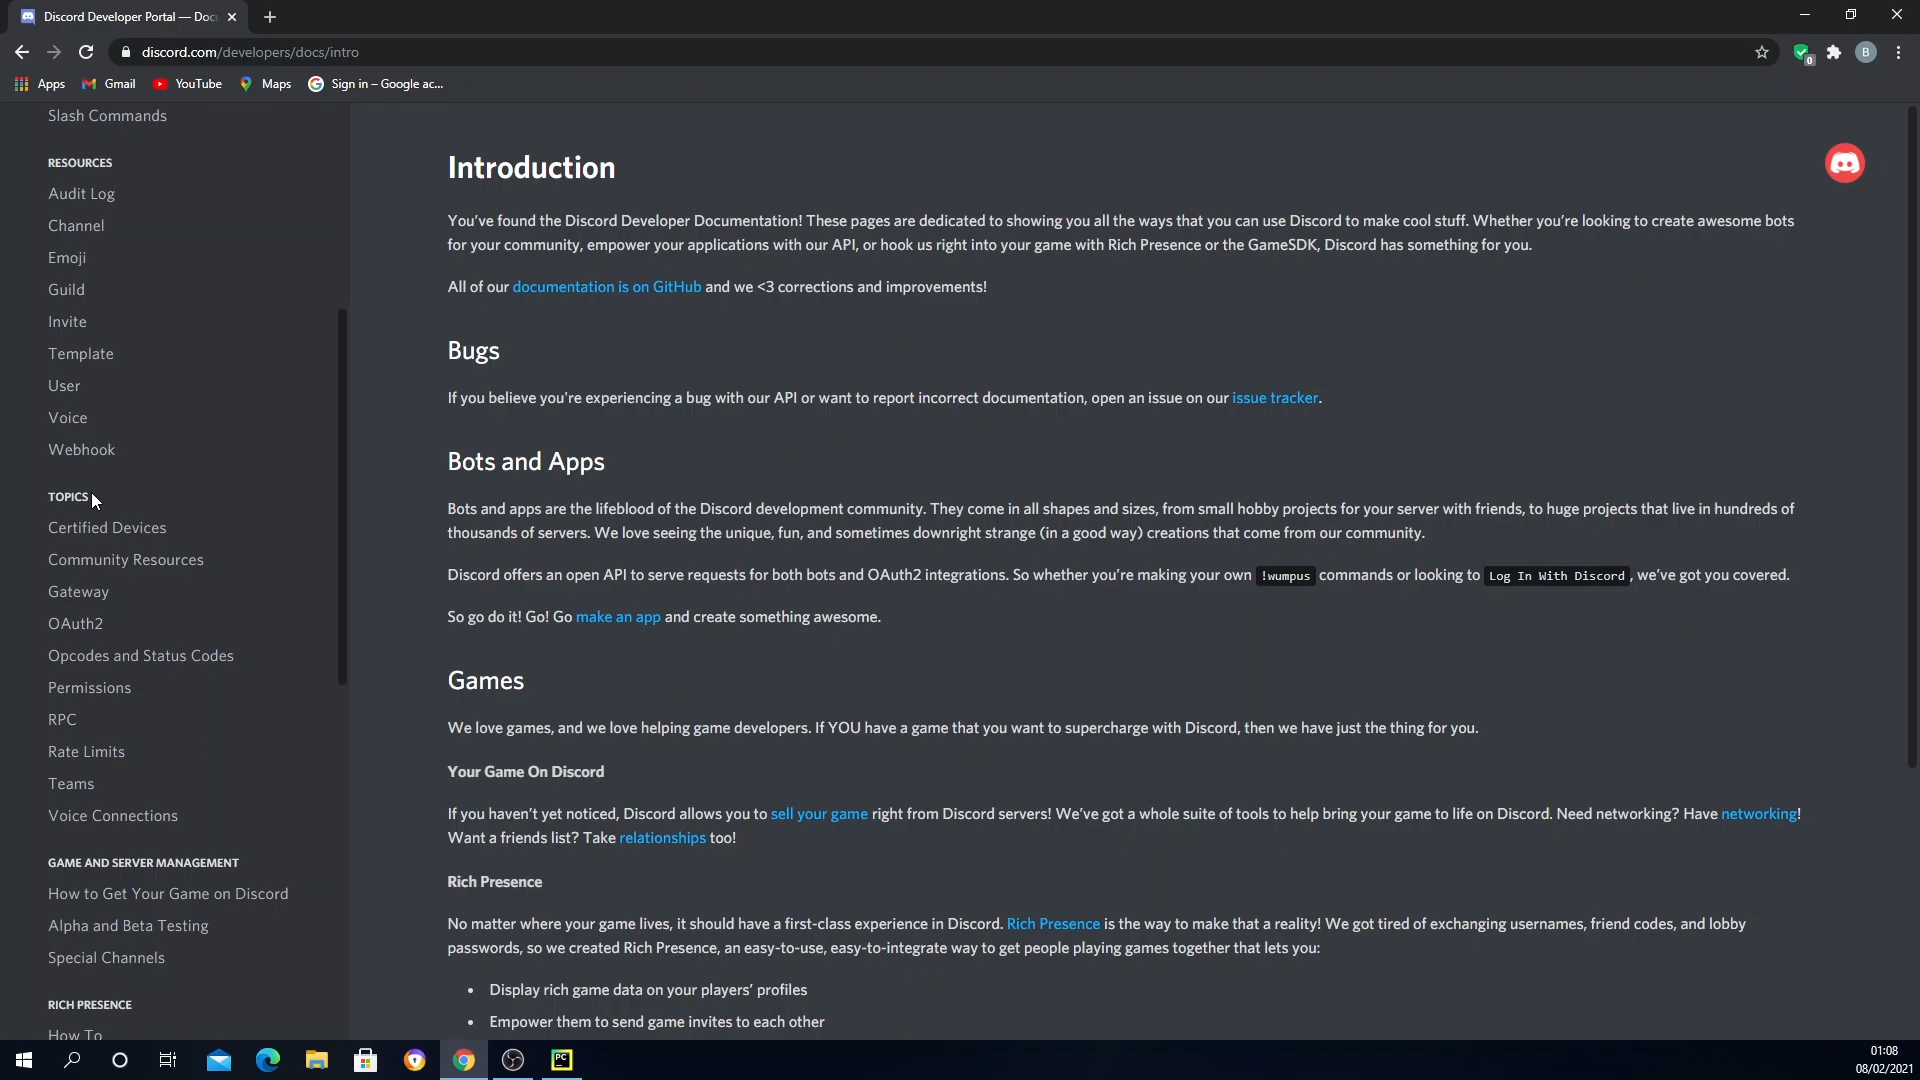 Discord Developer Portal — Doc
discord.com/developers/docs/intro
0
B
Apps
Gmail
YouTube
Maps
Sign in – Google ac...
Slash Commands
RESOURCES
Audit Log
Channel
Emoji
Guild
Invite
Template
User
Voice
Webhook
TOPICS
Certified Devices
Community Resources
Gateway
OAuth2
Opcodes and Status Codes
Permissions
RPC
Rate Limits
Teams
Voice Connections
GAME AND SERVER MANAGEMENT
How to Get Your Game on Discord
Alpha and Beta Testing
Special Channels
RICH PRESENCE
How To
Introduction
You've found the Discord Developer Documentation! These pages are dedicated to showing you all the ways that you can use Discord to make cool stuff. Whether you're looking to create awesome bots
for your community, empower your applications with our API, or hook us right into your game with Rich Presence or the GameSDK, Discord has something for you.
All of our documentation is on GitHub and we <3 corrections and improvements!
Bugs
If you believe you're experiencing a bug with our API or want to report incorrect documentation, open an issue on our issue tracker.
Bots and Apps
Bots and apps are the lifeblood of the Discord development community. They come in all shapes and sizes, from small hobby projects for your server with friends, to huge projects that live in hundreds of
thousands of servers. We love seeing the unique, fun, and sometimes downright strange (in a good way) creations that come from our community.
Discord offers an open API to serve requests for both bots and OAuth2 integrations. So whether you're making your own !wumpus commands or looking to Log In With Discord, we've got you covered.
So go do it! Go! Go make an app and create something awesome.
Games
We love games, and we love helping game developers. If YOU have a game that you want to supercharge with Discord, then we have just the thing for you.
Your Game On Discord
If you haven't yet noticed, Discord allows you to sell your game right from Discord servers! We've got a whole suite of tools to help bring your game to life on Discord. Need networking? Have networking!
Want a friends list? Take relationships too!
Rich Presence
No matter where your game lives, it should have a first-class experience in Discord. Rich Presence is the way to make that a reality! We got tired of exchanging usernames, friend codes, and lobby
passwords, so we created Rich Presence, an easy-to-use, easy-to-integrate way to get people playing games together that lets you:
• Display rich game data on your players' profiles
• Empower them to send game invites to each other
PC
01:08
08/02/2021